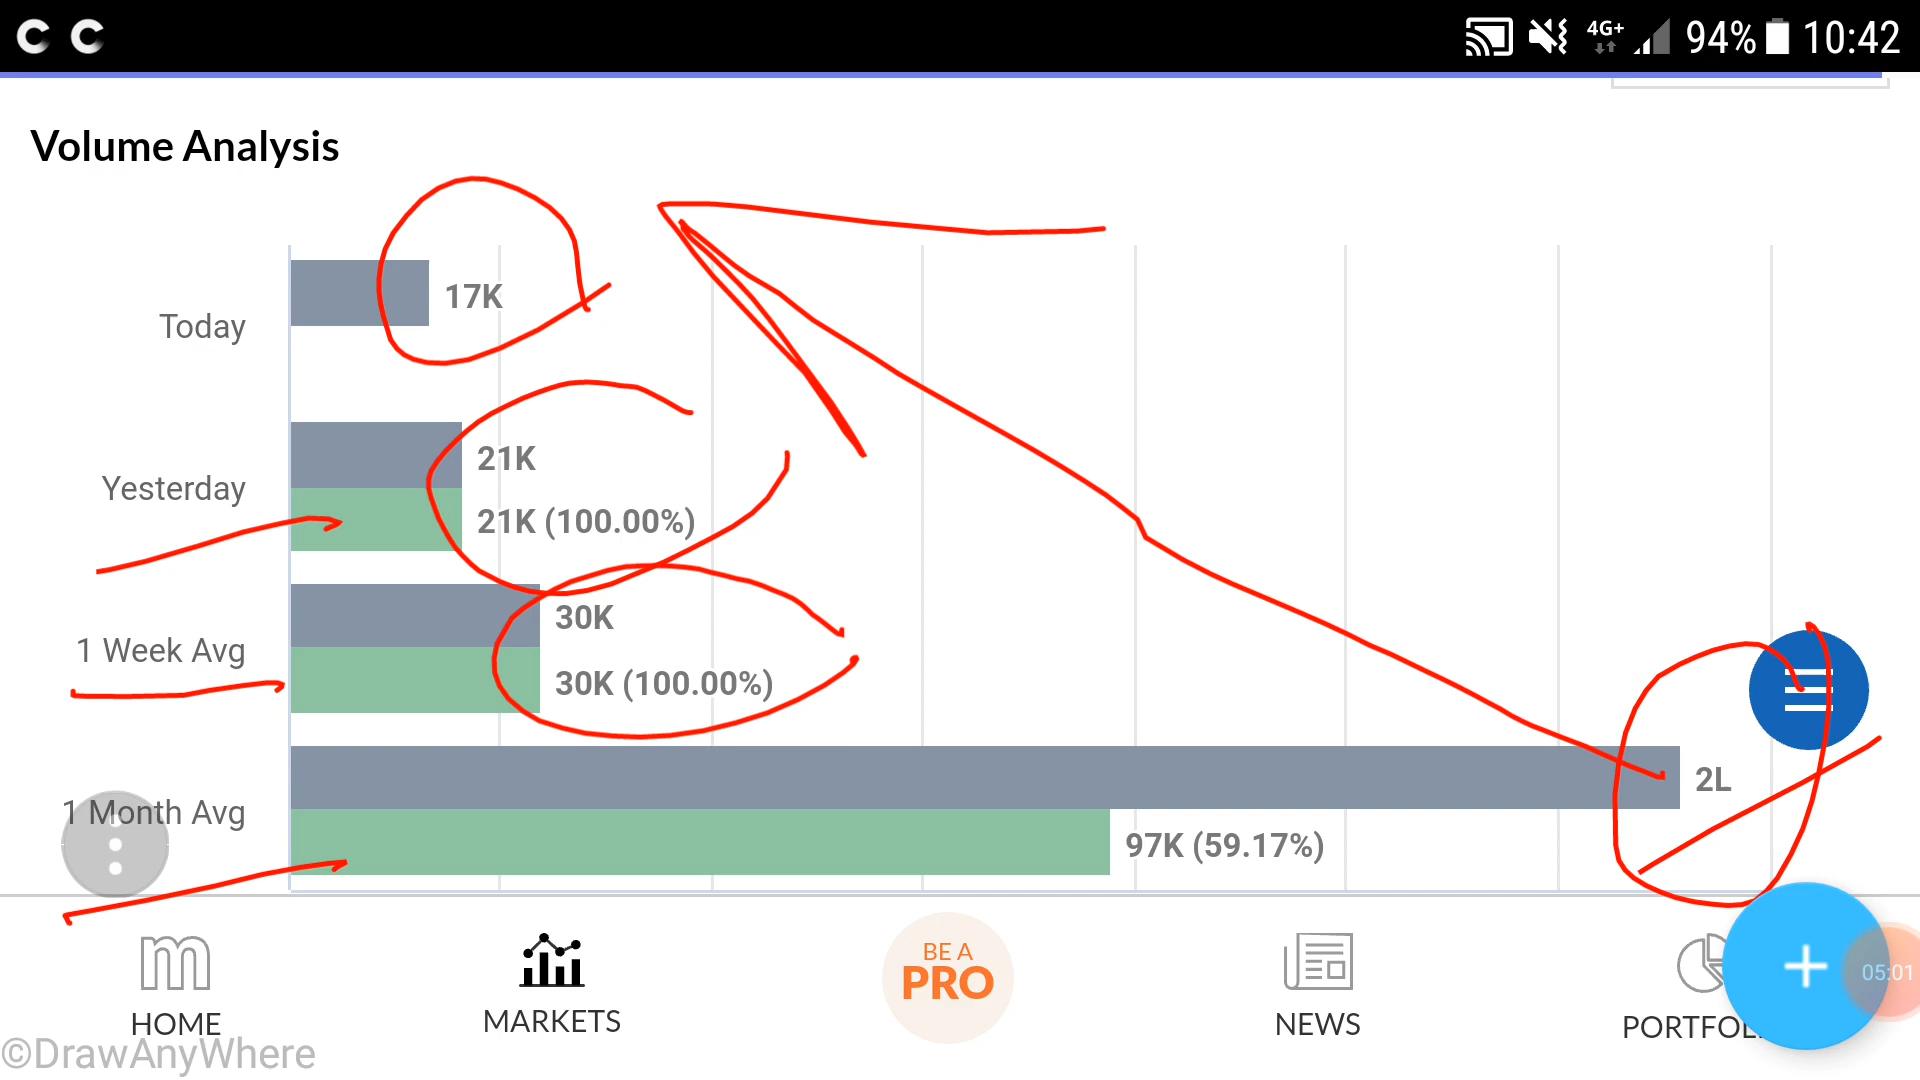 4G+ 94% 10:42
Volume Analysis
Today
17K
Yesterday
21K
21K (100.00%)
1 Week Avg
30K
30K (100.00%)
1 Month Avg
2L
97K (59.17%)
HOME
MARKETS
BE A
PRO
NEWS
PORTFOL
05:01
©DrawAnyWhere